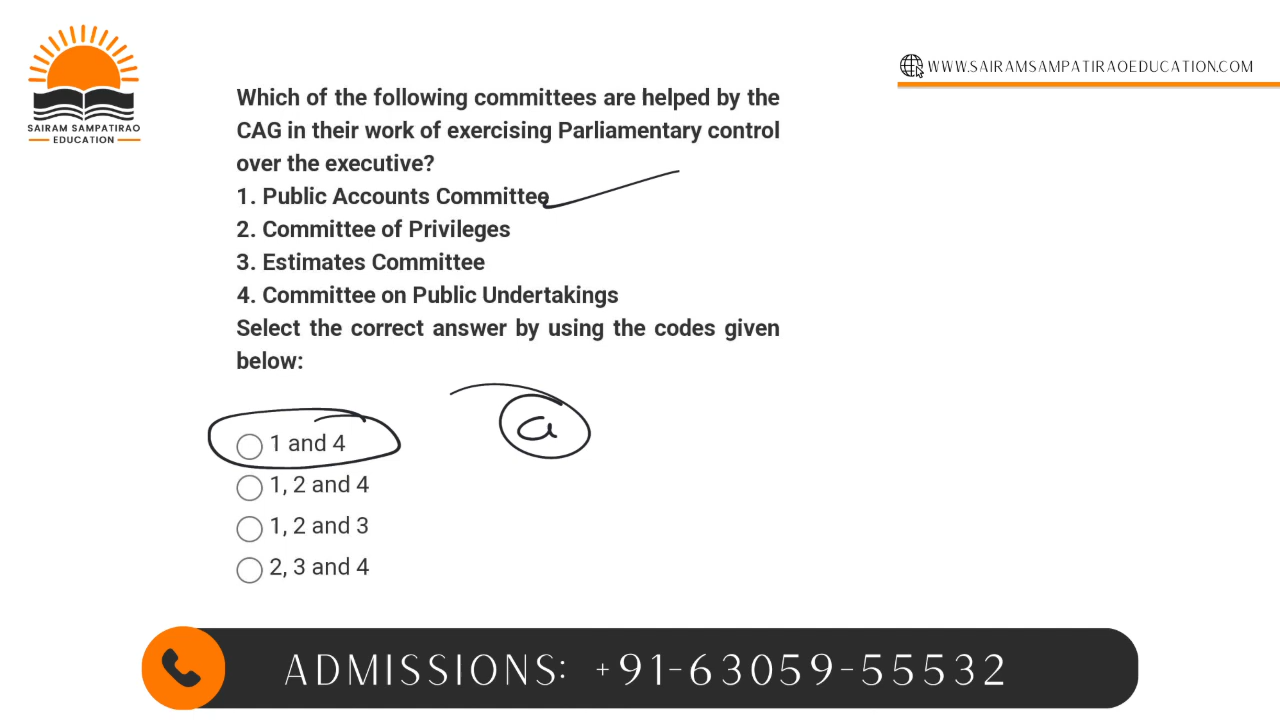 SAIRAM SAMPATIRAO
EDUCATION
WWW.SAIRAMSAMPATIRAOEDUCATION.COM
Which of the following committees are helped by the
CAG in their work of exercising Parliamentary control
over the executive?
1. Public Accounts Committee
2. Committee of Privileges
3. Estimates Committee
4. Committee on Public Undertakings
Select the correct answer by using the codes given
below:
a
1 and 4
1, 2 and 4
1, 2 and 3
2, 3 and 4
ADMISSIONS: +91-63059-55532